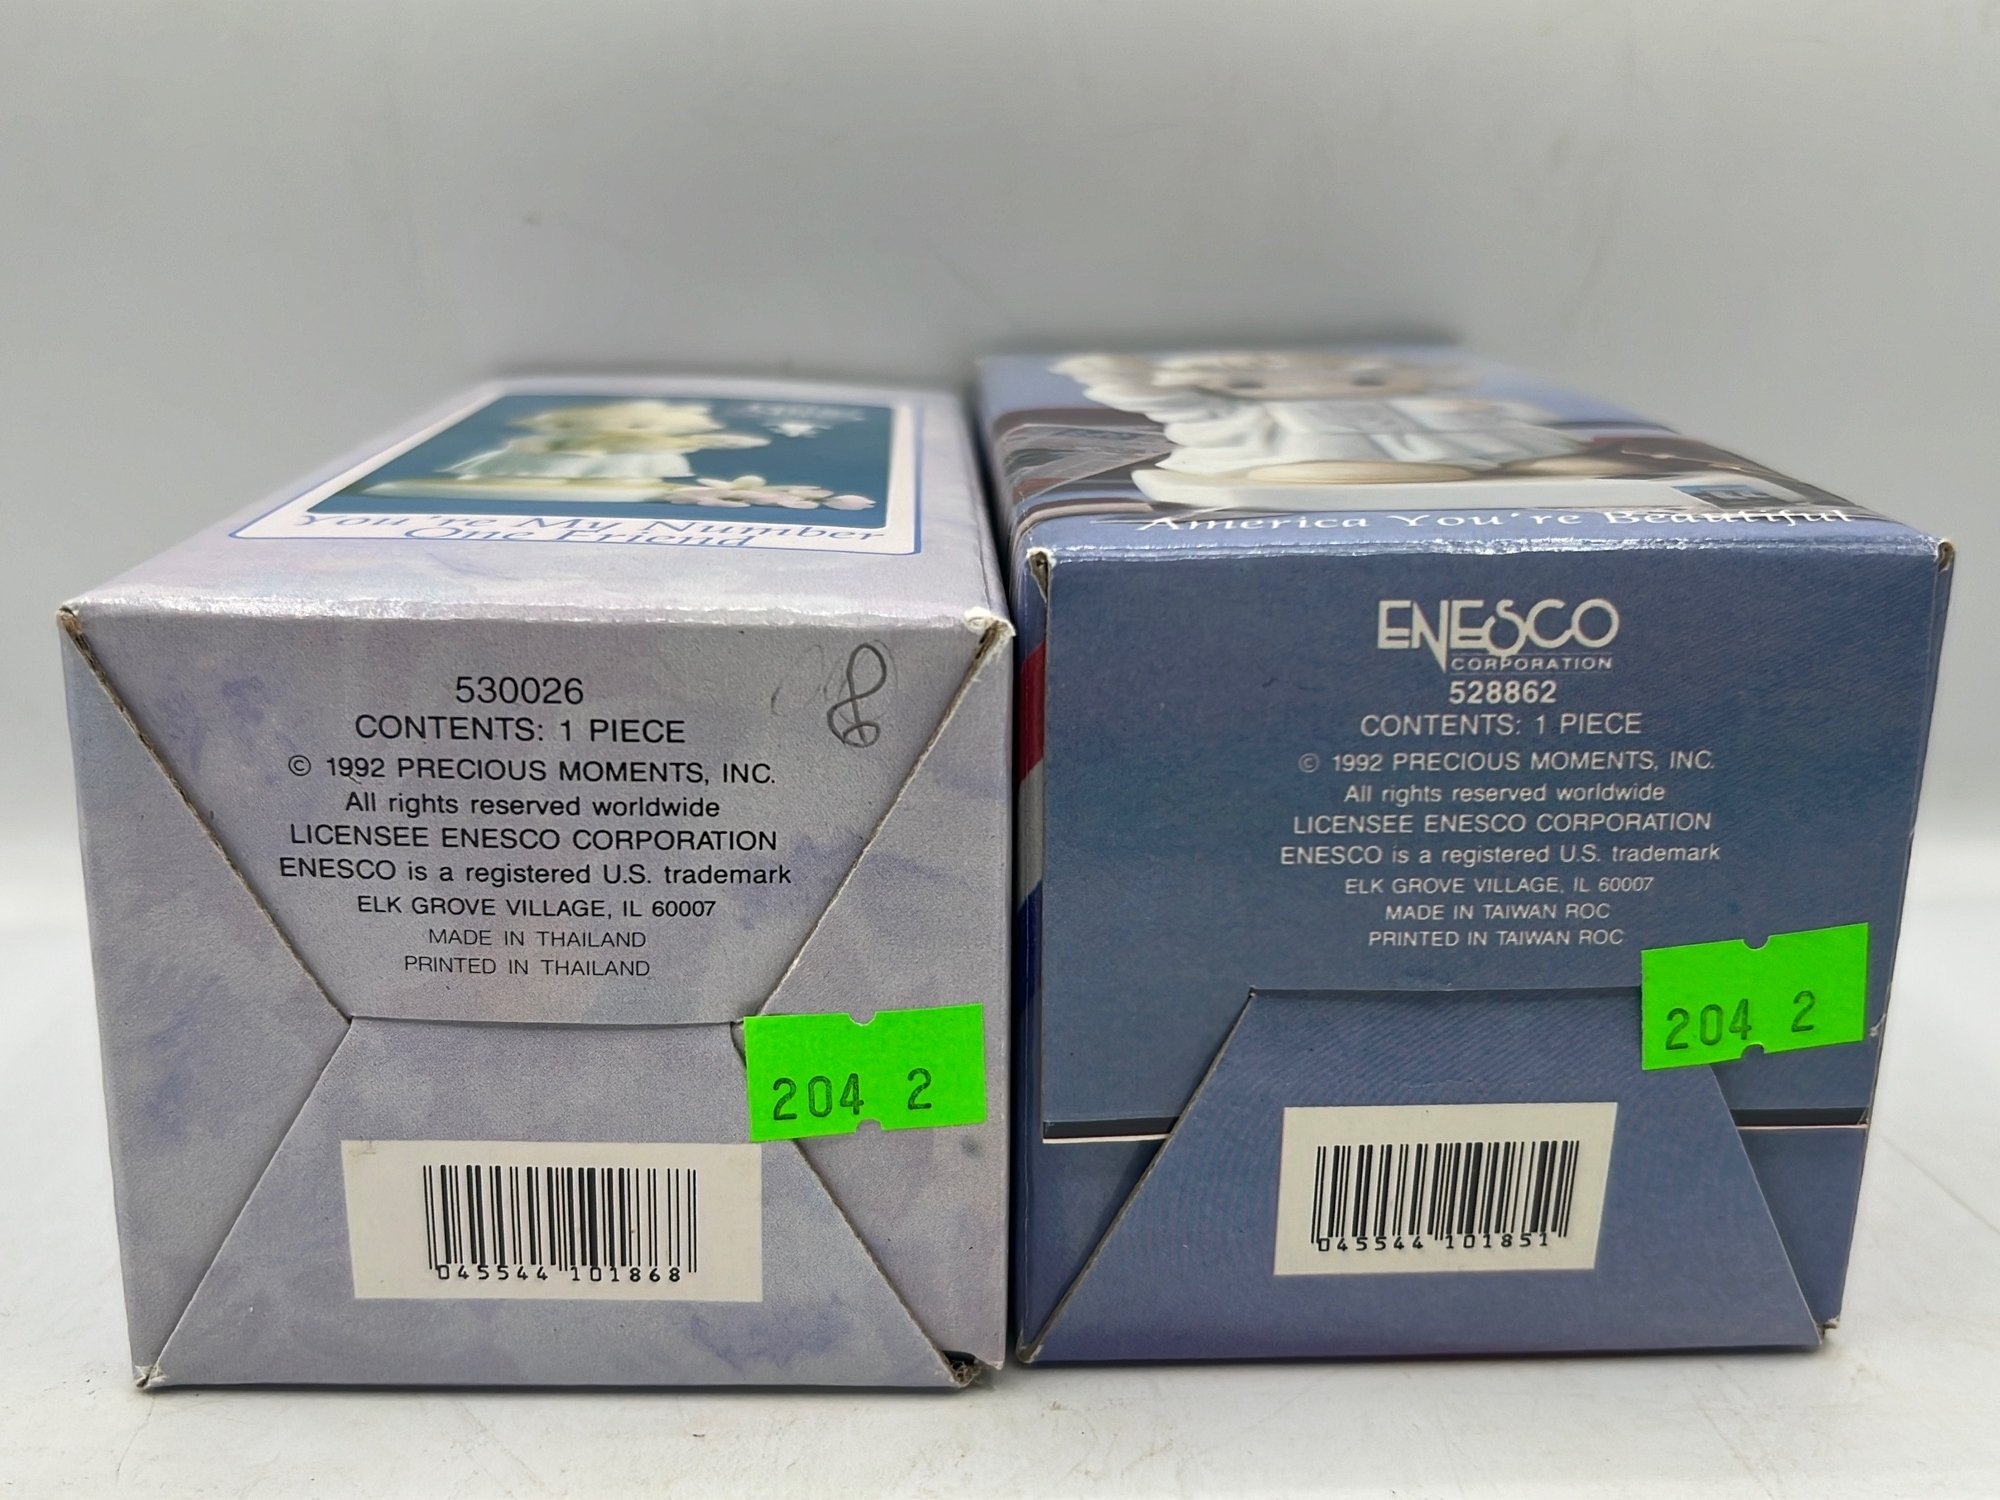 You're My Number
One Friend
530026
CONTENTS: 1 PIECE
© 1992 PRECIOUS MOMENTS, INC.
All rights reserved worldwide
LICENSEE ENESCO CORPORATION
ENESCO is a registered U.S. trademark
ELK GROVE VILLAGE, IL 60007
MADE IN THAILAND
PRINTED IN THAILAND
8
204 2
045544 101868
America You're Beautiful
ENESCO
CORPORATION
528862
CONTENTS: 1 PIECE
© 1992 PRECIOUS MOMENTS, INC.
All rights reserved worldwide
LICENSEE ENESCO CORPORATION
ENESCO is a registered U.S. trademark
ELK GROVE VILLAGE, IL 60007
MADE IN TAIWAN ROC
PRINTED IN TAIWAN ROC
204 2
045544 101851